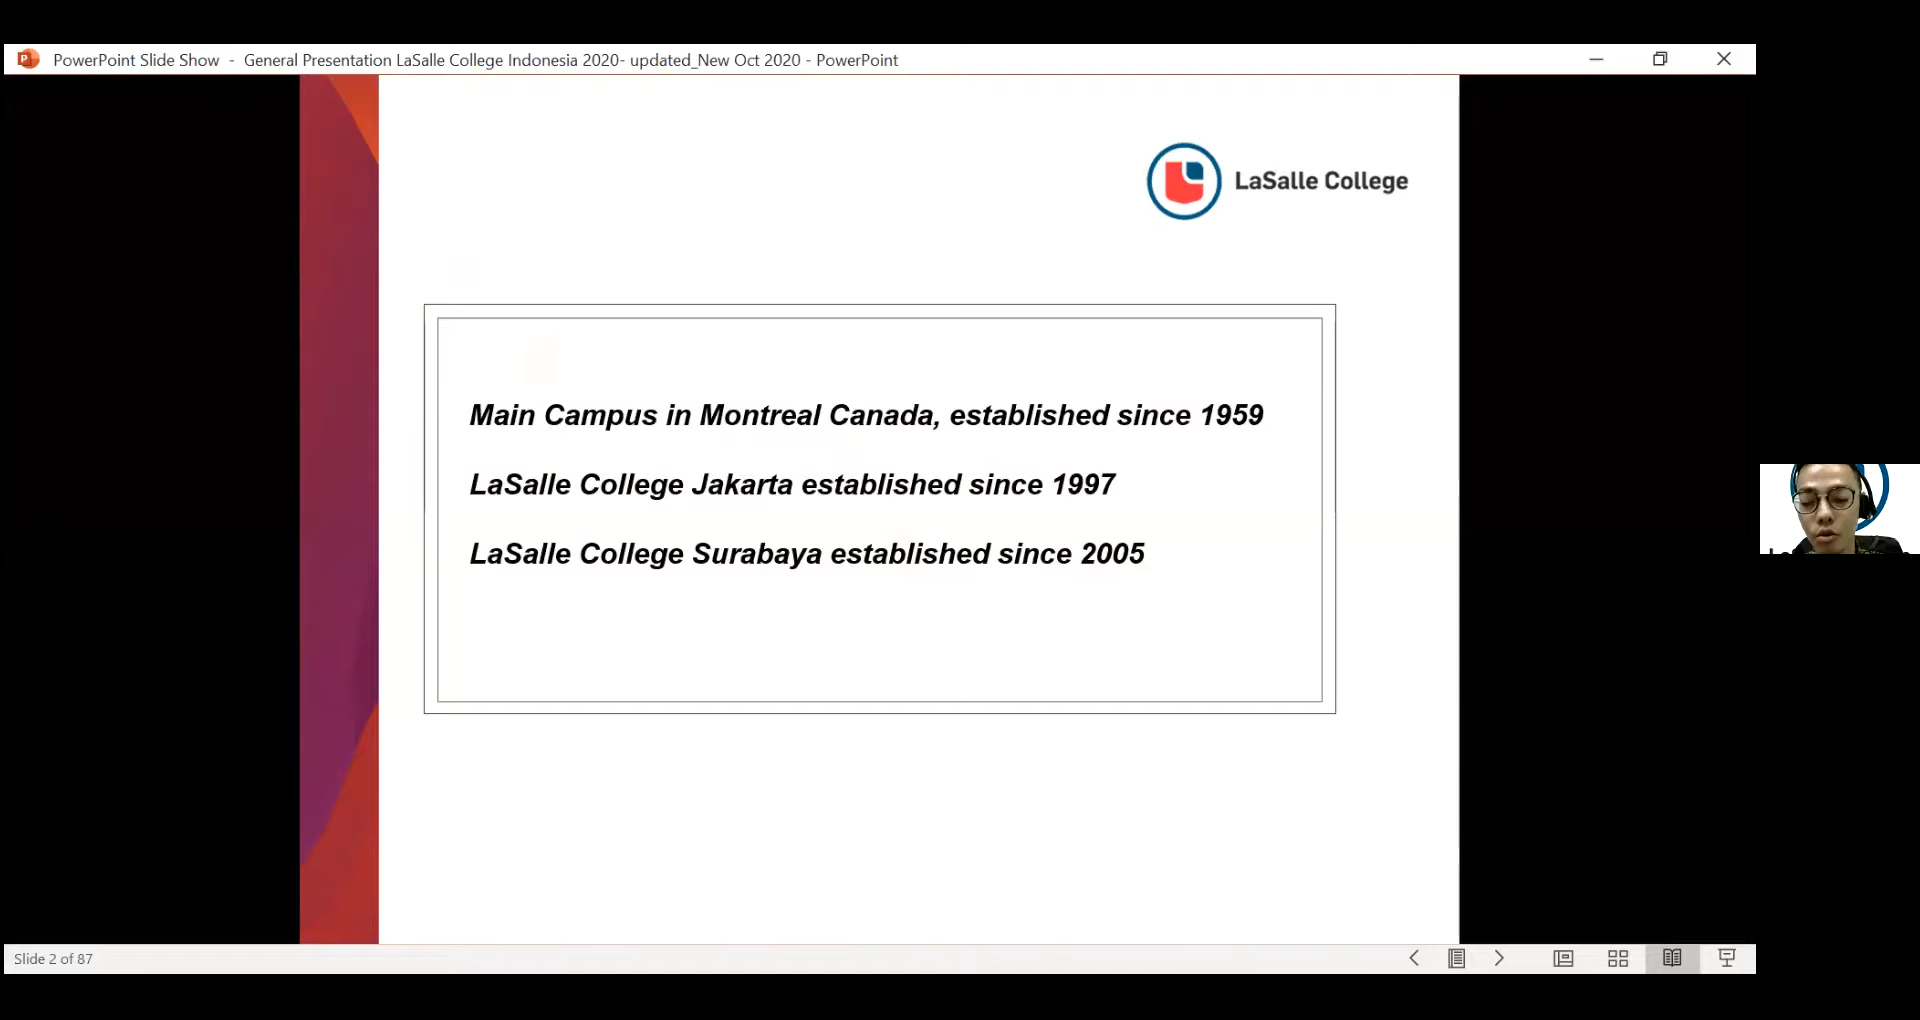 PowerPoint Slide Show - General Presentation LaSalle College Indonesia 2020- updated_New Oct 2020 - PowerPoint
LaSalle College
Main Campus in Montreal Canada, established since 1959
LaSalle College Jakarta established since 1997
LaSalle College Surabaya established since 2005
Slide 2 of 87